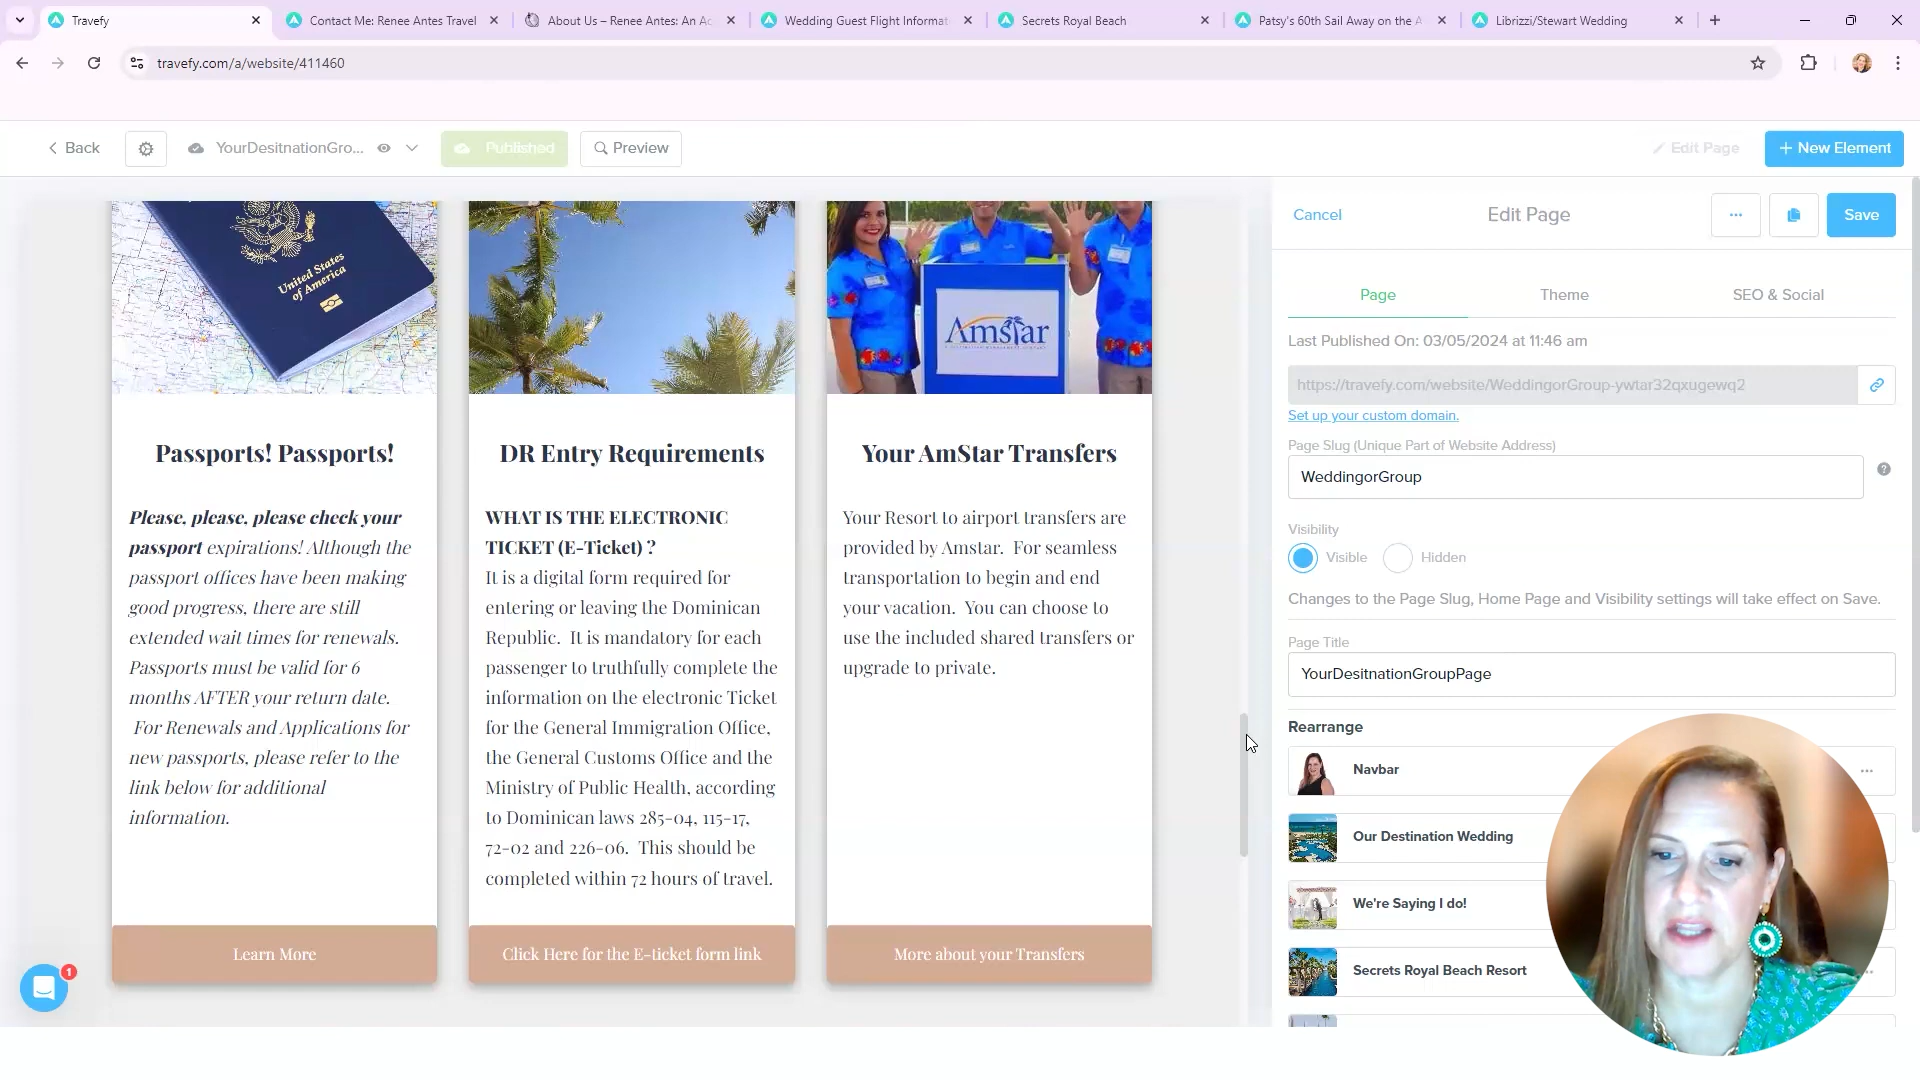 Travefy
Contact Me: Renee Antes Travel
About Us – Renee Antes: An Ac
Wedding Guest Flight Informat
Secrets Royal Beach
Patsy's 60th Sail Away on the A
Librizzi/Stewart Wedding
travefy.com/a/website/411460
Back
YourDesitnationGro...
Published
Preview
Edit Page
+ New Element
United States
of America
Amstar
Passports! Passports!
Please, please, please check your
passport expirations! Although the
passport offices have been making
good progress, there are still
extended wait times for renewals.
Passports must be valid for 6
months AFTER your return date.
For Renewals and Applications for
new passports, please refer to the
link below for additional
information.
Learn More
DR Entry Requirements
WHAT IS THE ELECTRONIC
TICKET (E-Ticket) ?
It is a digital form required for
entering or leaving the Dominican
Republic.  It is mandatory for each
passenger to truthfully complete the
information on the electronic Ticket
for the General Immigration Office,
the General Customs Office and the
Ministry of Public Health, according
to Dominican laws 285-04, 115-17,
72-02 and 226-06.  This should be
completed within 72 hours of travel.
Click Here for the E-ticket form link
Your AmStar Transfers
Your Resort to airport transfers are
provided by Amstar.  For seamless
transportation to begin and end
your vacation.  You can choose to
use the included shared transfers or
upgrade to private.
More about your Transfers
1
Cancel
Edit Page
...
Save
Page
Theme
SEO & Social
Last Published On: 03/05/2024 at 11:46 am
https://travefy.com/website/WeddingorGroup-ywtar32qxugewq2
Set up your custom domain.
Page Slug (Unique Part of Website Address)
WeddingorGroup
?
Visibility
Visible
Hidden
Changes to the Page Slug, Home Page and Visibility settings will take effect on Save.
Page Title
YourDesitnationGroupPage
Rearrange
Navbar
...
Our Destination Wedding
We're Saying I do!
Secrets Royal Beach Resort